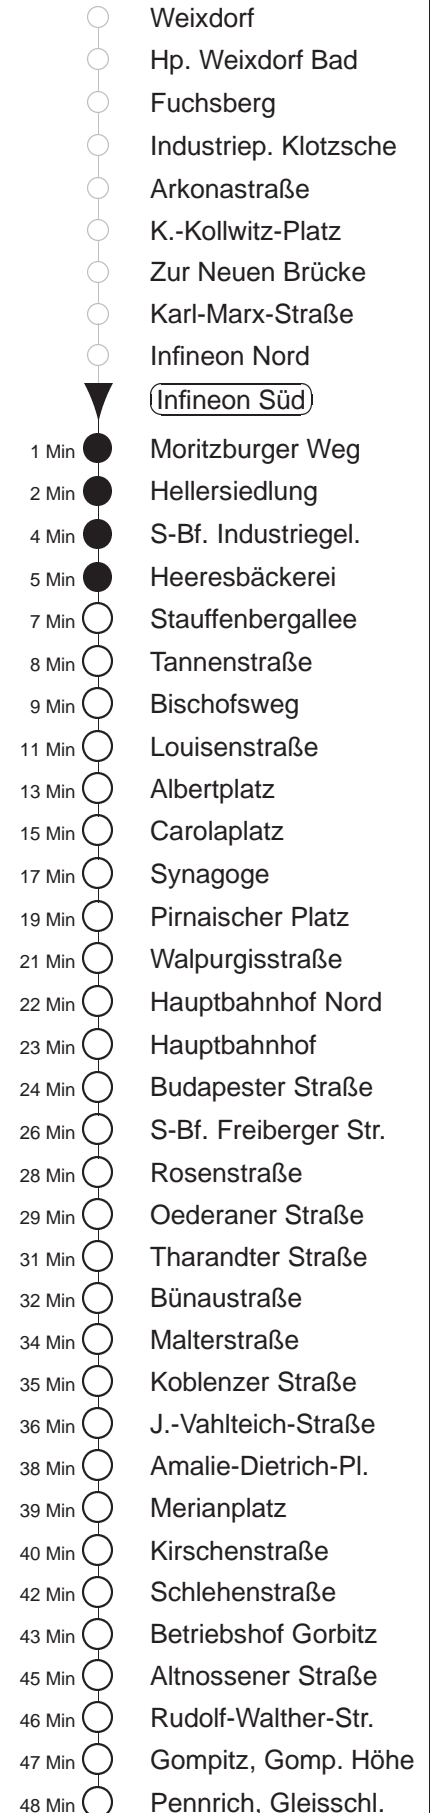 Weixdorf
Hp. Weixdorf Bad
Fuchsberg
Industriep. Klotzsche
Arkonastraße
K.-Kollwitz-Platz
Zur Neuen Brücke
Karl-Marx-Straße
Infineon Nord
Infineon Süd
1 Min Moritzburger Weg
2 Min Hellersiedlung
4 Min S-Bf. Industriegel.
5 Min Heeresbäckerei
7 Min Stauffenbergallee
8 Min Tannenstraße
9 Min Bischofsweg
11 Min Louisenstraße
13 Min Albertplatz
15 Min Carolaplatz
17 Min Synagoge
19 Min Pirnaischer Platz
21 Min Walpurgisstraße
22 Min Hauptbahnhof Nord
23 Min Hauptbahnhof
24 Min Budapester Straße
26 Min S-Bf. Freiberger Str.
28 Min Rosenstraße
29 Min Oederaner Straße
31 Min Tharandter Straße
32 Min Bünaustraße
34 Min Malterstraße
35 Min Koblenzer Straße
36 Min J.-Vahlteich-Straße
38 Min Amalie-Dietrich-Pl.
39 Min Merianplatz
40 Min Kirschenstraße
42 Min Schlehenstraße
43 Min Betriebshof Gorbitz
45 Min Altnossener Straße
46 Min Rudolf-Walther-Str.
47 Min Gompitz, Gomp. Höhe
48 Min Pennrich, Gleisschl.